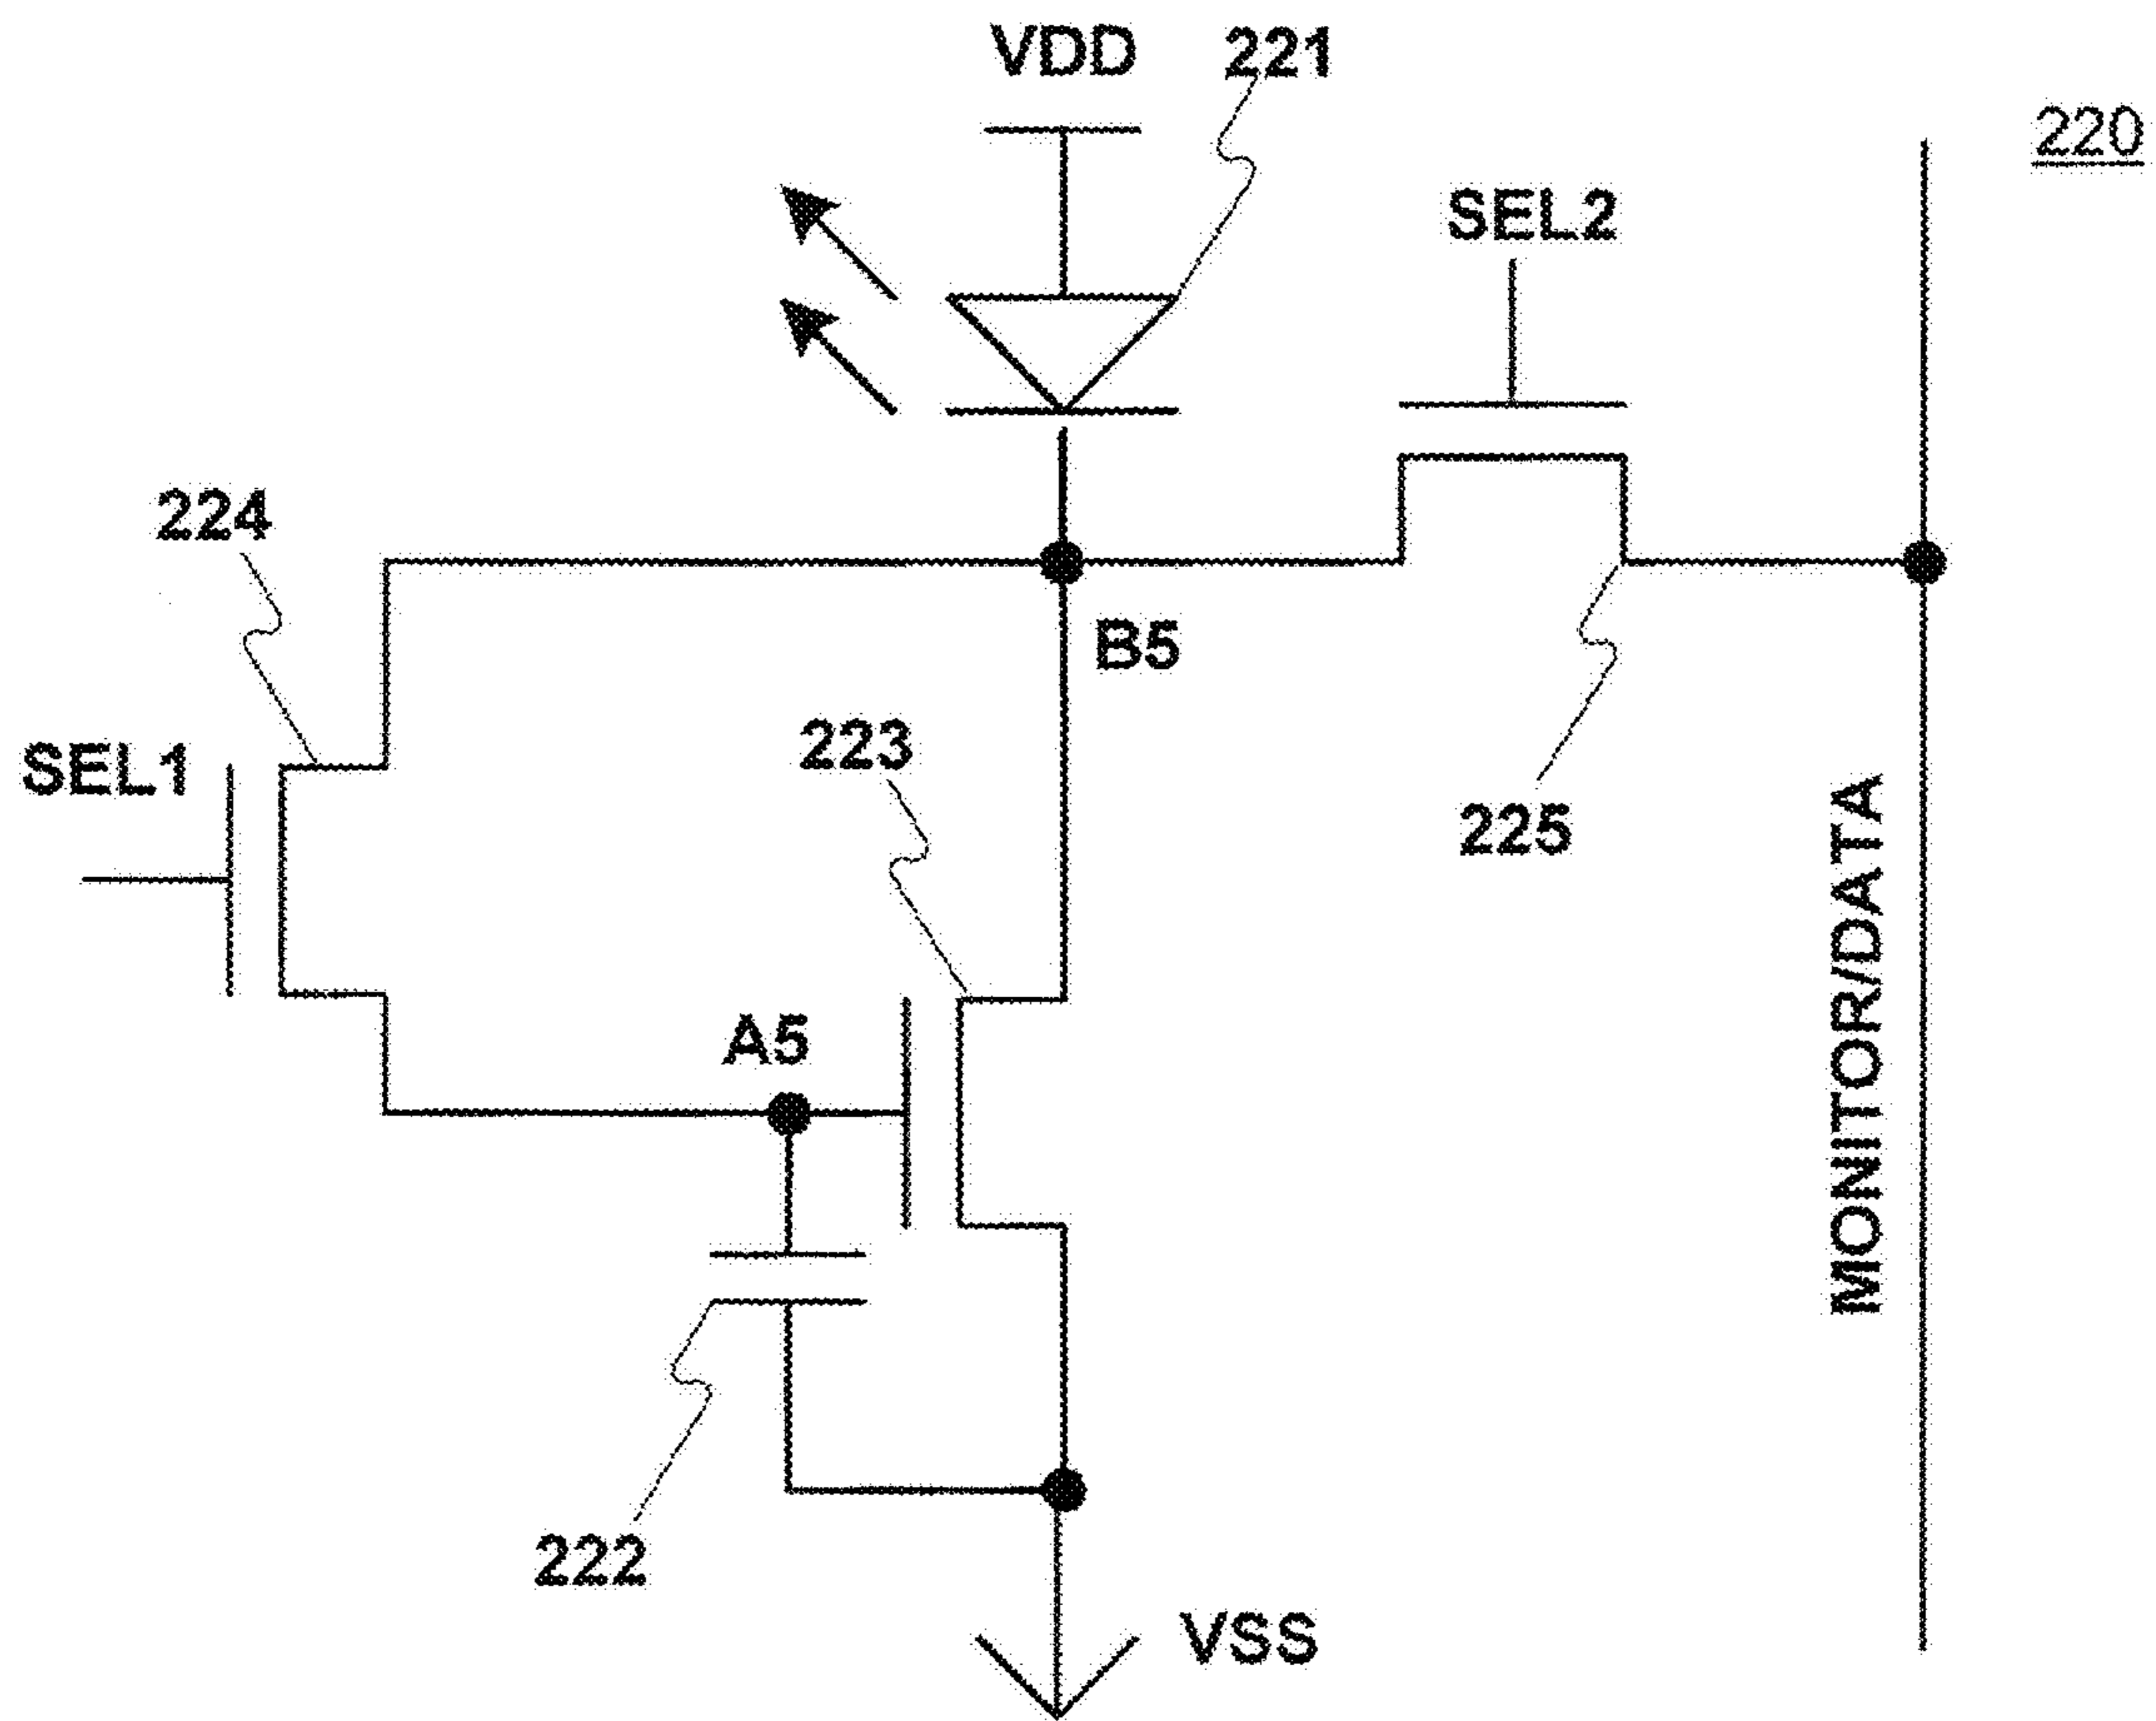 VDD
221
220
SEL2
224
B5
SEL1
223
225
MONITOR/DATA
A5
222
VSS